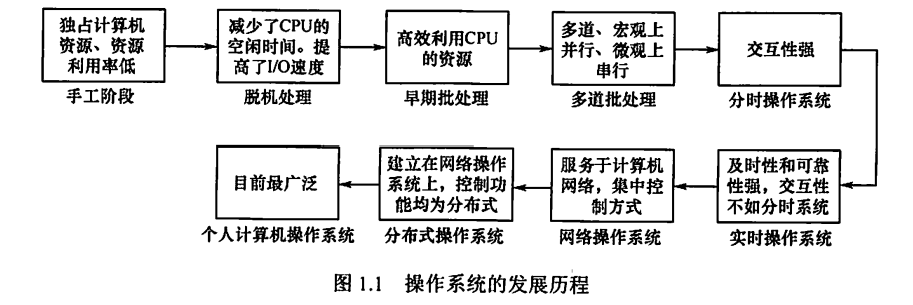 独占计算机
资源、资源
利用率低
手工阶段
减少了CPU的
空闲时间。提
高了I/O速度
脱机处理
高效利用CPU
的资源
早期批处理
多道、宏观上
并行、微观上
串行
多道批处理
交互性强
分时操作系统
及时性和可靠
性强，交互性
不如分时系统
实时操作系统
服务于计算机
网络，集中控
制方式
网络操作系统
建立在网络操作
系统上，控制功
能均为分布式
分布式操作系统
目前最广泛
个人计算机操作系统
图 1.1 操作系统的发展历程